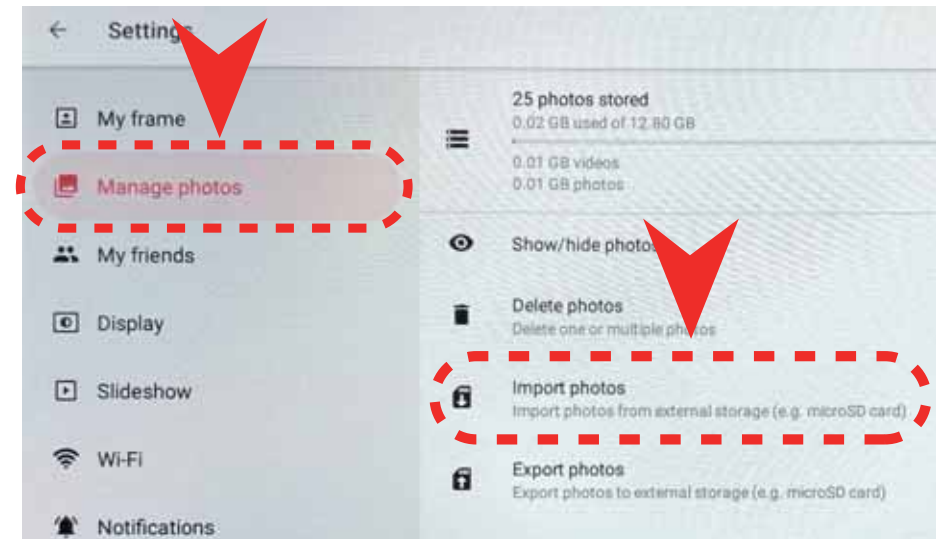 Settings
My frame
Manage photos
My friends
Display
Slideshow
Wi-Fi
Notifications
25 photos stored
0.02 GB used of 12.80 GB
0.01 GB videos
0.01 GB photos
Show/hide photos
Delete photos
Delete one or multiple photos
Import photos
Import photos from external storage (e.g. microSD card)
Export photos
Export photos to external storage (e.g. microSD card)